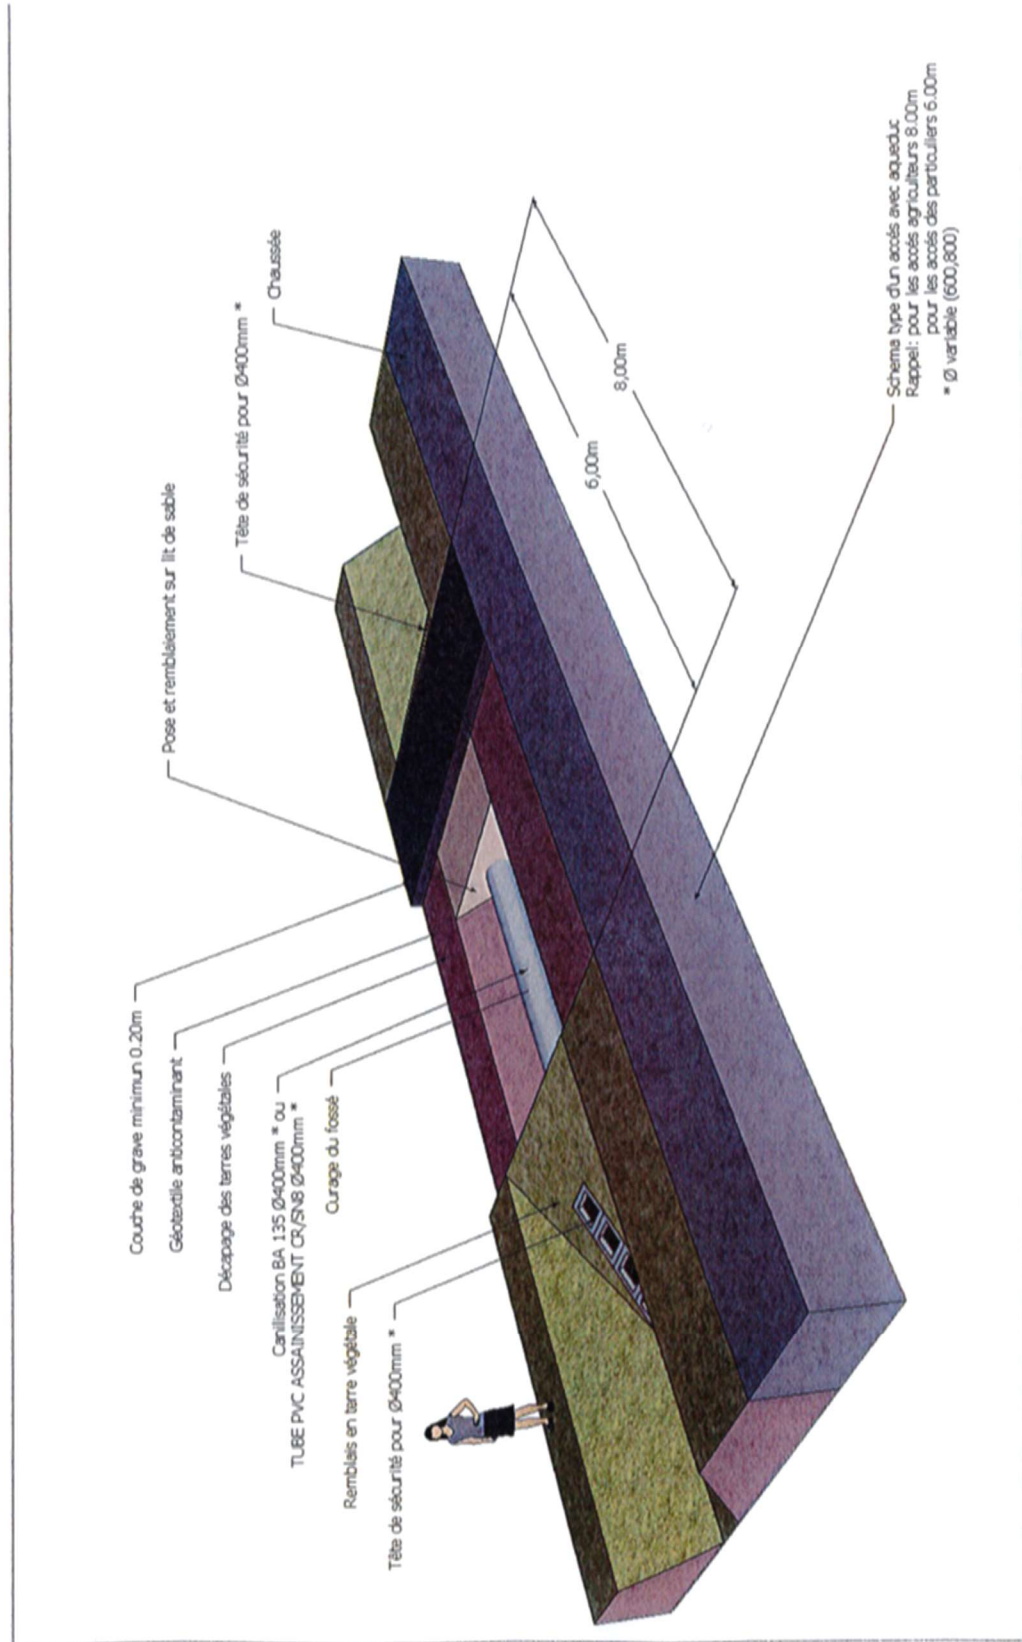 Couche de grave minimun 0.20m
Géotextile anticontaminant
Décapage des terres végétales
Canilisation BA 135 Ø400mm * ou
TUBE PVC ASSAINISSEMENT CR/SN8 Ø400mm *
Curage du fossé
Remblais en terre végétale
Tête de sécurité pour Ø400mm *
Pose et remblaiement sur lit de sable
Tête de sécurité pour Ø400mm *
Chaussée
6,00m
8,00m
Schema type d'un accés avec aqueduc
Rappel: pour les accés agriculteurs 8.00m
pour les accés des particuliers 6.00m
* Ø variable (600,800)